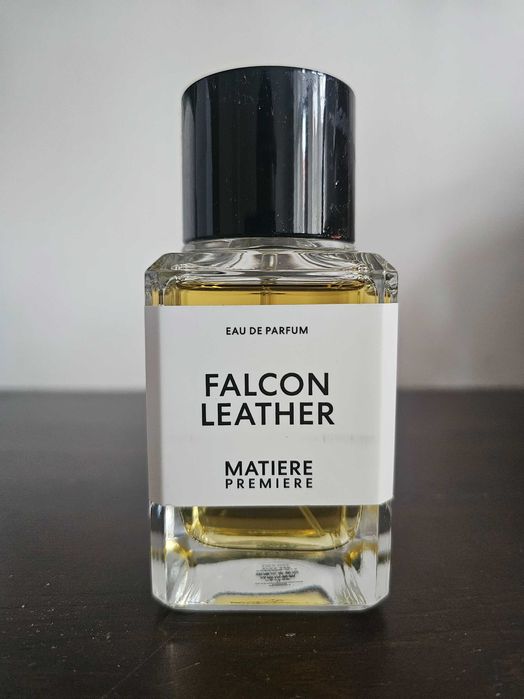 EAU DE PARFUM
FALCON
LEATHER
MATIERE
PREMIERE